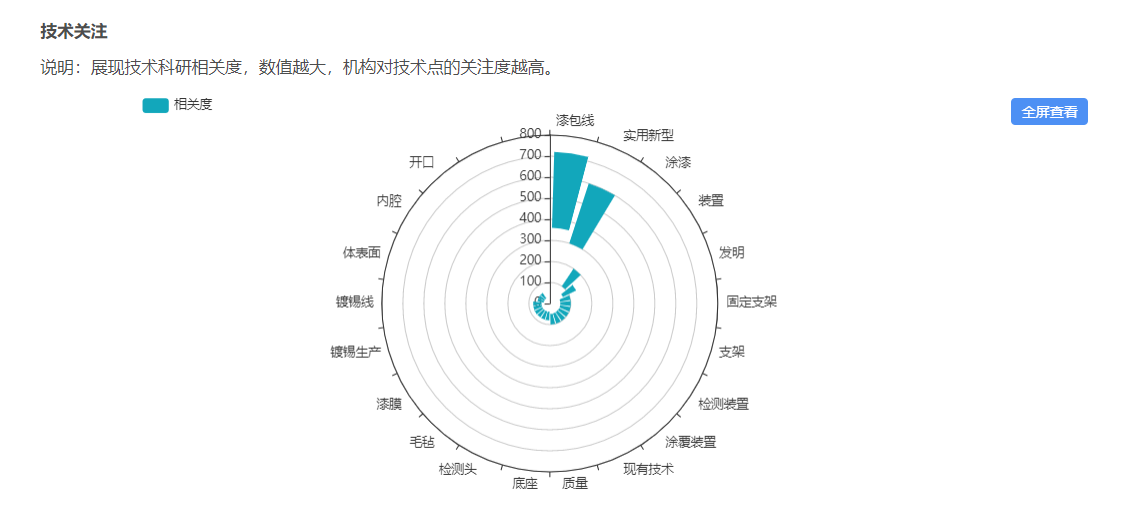 技术关注
说明：展现技术科研相关度，数值越大，机构对技术点的关注度越高。
相关度
全屏查看
800
700
600
500
400
300
200
100
0
漆包线
实用新型
涂漆
装置
发明
固定支架
支架
检测装置
涂覆装置
现有技术
质量
底座
检测头
毛毡
漆膜
镀锡生产
镀锡线
体表面
内腔
开口